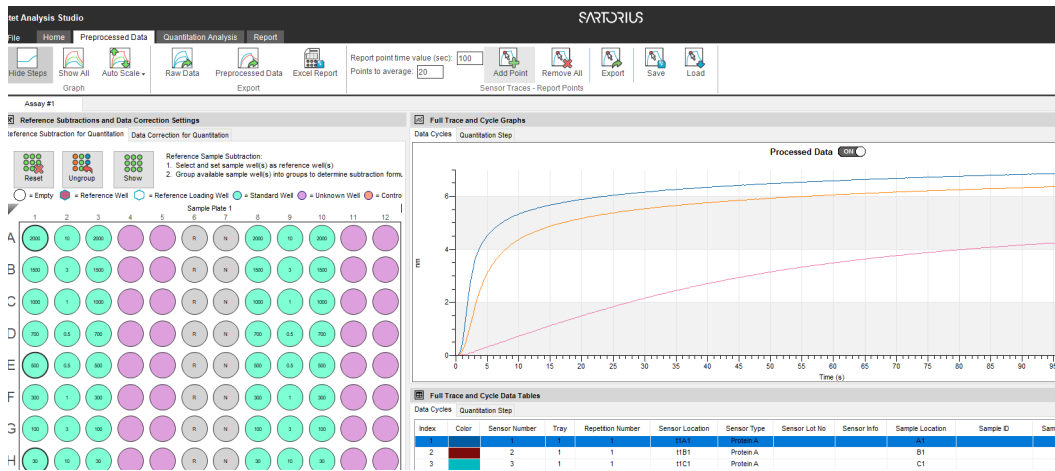 tet Analysis Studio
SARTORIUS
File Home Preprocessed Data Quantitation Analysis Report
Hide Steps Show All Auto Scale Raw Data Preprocessed Data Excel Report Report point time value (sec): 100 Points to average: 20 Add Point Remove All Export Save Load
Graph Export Sensor Traces - Report Points
Assay #1
Reference Subtractions and Data Correction Settings
Reference Subtraction for Quantitation Data Correction for Quantitation
Reset Ungroup Show
Reference Sample Subtraction:
1. Select and set sample well(s) as reference well(s)
2. Group available sample well(s) into groups to determine subtraction formu
= Empty = Reference Well = Reference Loading Well = Standard Well = Unknown Well = Contro
Sample Plate 1
1 2 3 4 5 6 7 8 9 10 11 12
A 2000 10 2000 R N 2000 10 2000
B 1500 3 1500 R N 1500 3 1500
C 1000 1 1000 R N 1000 1 1000
D 700 0.5 700 R N 700 0.5 700
E 500 0.5 500 R N 500 0.5 500
F 300 1 300 R N 300 1 300
G 100 3 100 R N 100 3 100
H 30 10 30 R N 30 10 30
Full Trace and Cycle Graphs
Data Cycles Quantitation Step
Processed Data ON
nm
6
4
2
0
0 5 10 15 20 25 30 35 40 45 50 55 60 65 70 75 80 85 90 95
Time (s)
Full Trace and Cycle Data Tables
Data Cycles Quantitation Step
Index Color Sensor Number Tray Repetition Number Sensor Location Sensor Type Sensor Lot No Sensor Info Sample Location Sample ID Sam
1 1 1 1 t1A1 Protein A A1
2 2 1 1 t1B1 Protein A B1
3 3 1 1 t1C1 Protein A C1